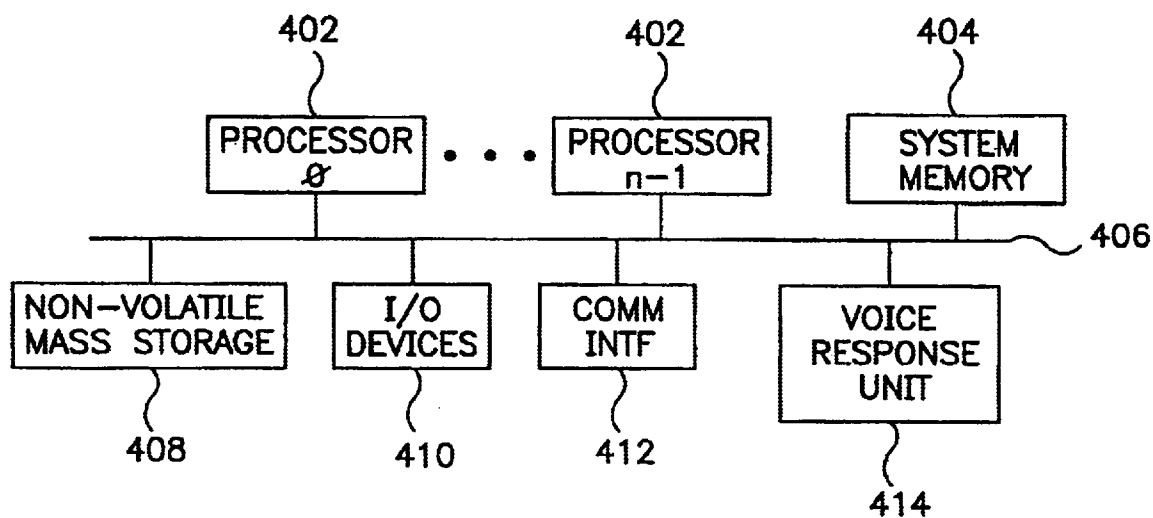 402
402
404
PROCESSOR
0
PROCESSOR
n-1
SYSTEM
MEMORY
406
NON-VOLATILE
MASS STORAGE
I/O
DEVICES
COMM
INTF
VOICE
RESPONSE
UNIT
408
410
412
414